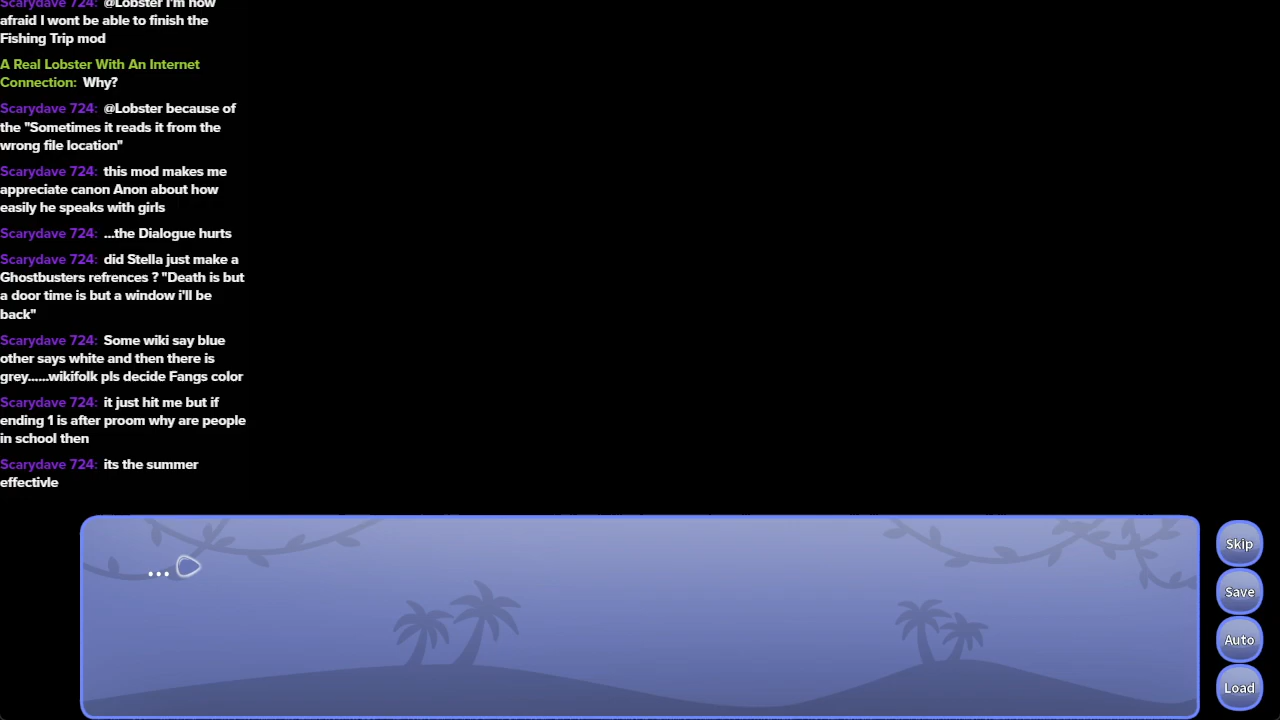 Scarydave 724: @Lobster I'm now
afraid I wont be able to finish the
Fishing Trip mod
A Real Lobster With An Internet
Connection: Why?
Scarydave 724: @Lobster because of
the "Sometimes it reads it from the
wrong file location"
Scarydave 724: this mod makes me
appreciate canon Anon about how
easily he speaks with girls
Scarydave 724: ...the Dialogue hurts
Scarydave 724: did Stella just make a
Ghostbusters refrences ? "Death is but
a door time is but a window i'll be
back"
Scarydave 724: Some wiki say blue
other says white and then there is
grey......wikifolk pls decide Fangs color
Scarydave 724: it just hit me but if
ending 1 is after proom why are people
in school then
Scarydave 724: its the summer
effectivle
...
Skip
Save
Auto
Load